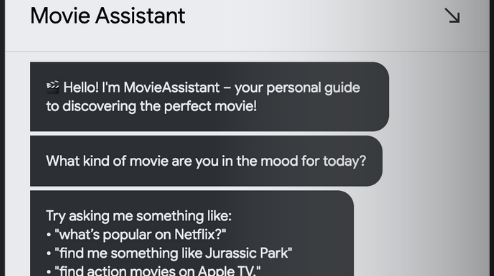 Movie Assistant
🎬 Hello! I'm MovieAssistant – your personal guide
to discovering the perfect movie!
What kind of movie are you in the mood for today?
Try asking me something like:
• "what's popular on Netflix?"
• "find me something like Jurassic Park"
• "find action movies on Apple TV."